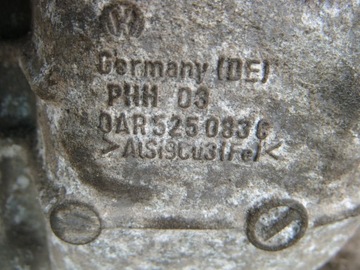 Germany (DE)
PHH 03
0AR 525 083 C
>AlSi9Cu3(Fe)<